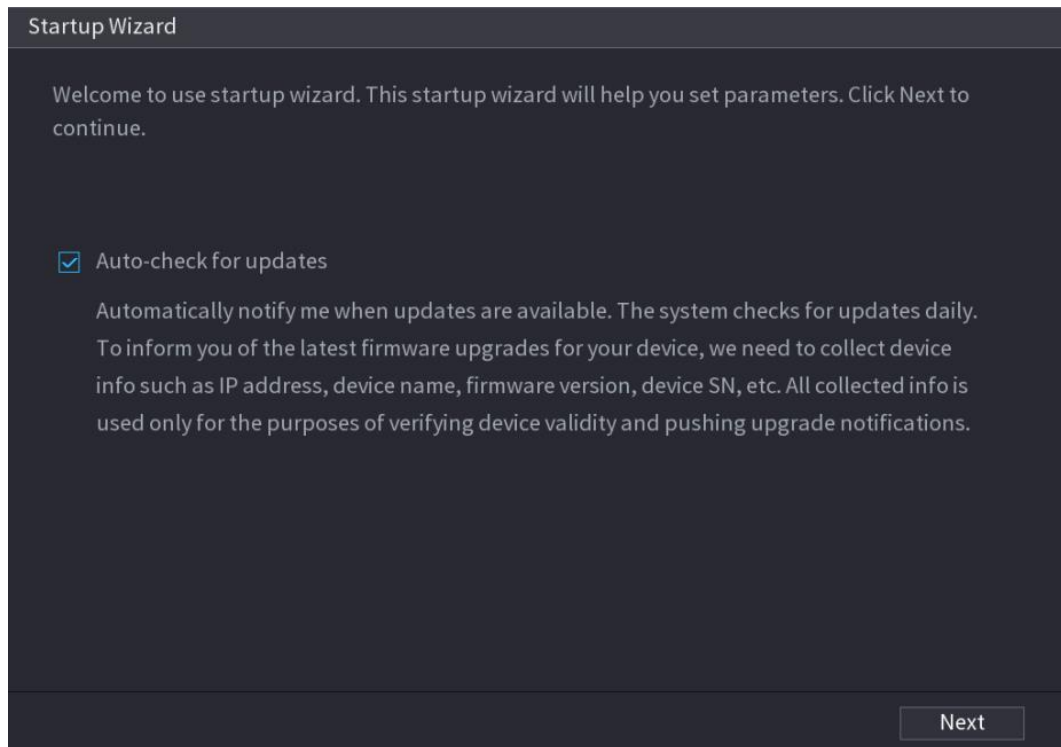 Startup Wizard
Welcome to use startup wizard. This startup wizard will help you set parameters. Click Next to
continue.
Auto-check for updates
Automatically notify me when updates are available. The system checks for updates daily.
To inform you of the latest firmware upgrades for your device, we need to collect device
info such as IP address, device name, firmware version, device SN, etc. All collected info is
used only for the purposes of verifying device validity and pushing upgrade notifications.
Next